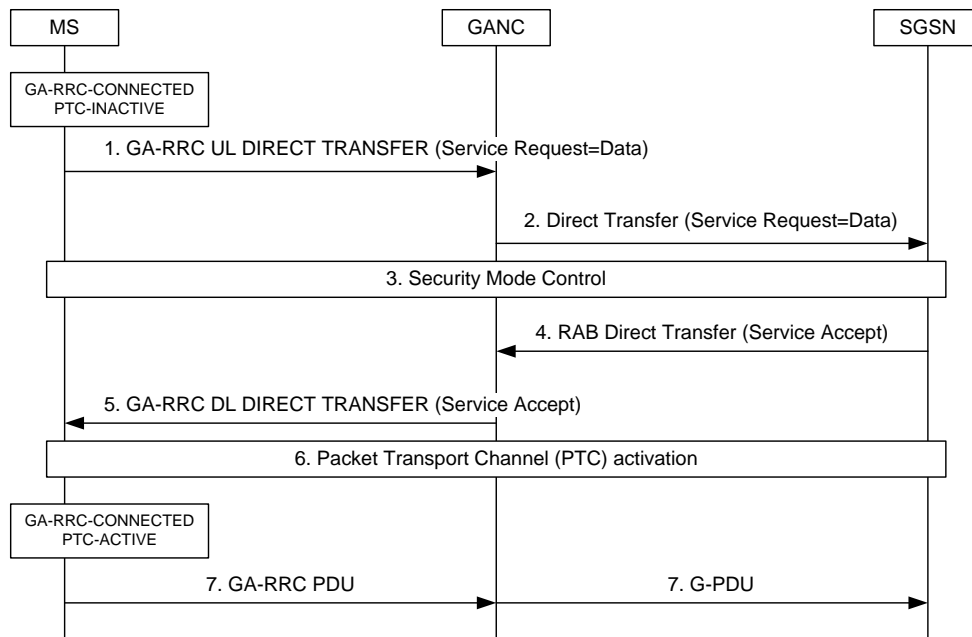 MS
GANC
SGSN
GA-RRC-CONNECTED
PTC-INACTIVE
1. GA-RRC UL DIRECT TRANSFER (Service Request=Data)
2. Direct Transfer (Service Request=Data)
3. Security Mode Control
4. RAB Direct Transfer (Service Accept)
5. GA-RRC DL DIRECT TRANSFER (Service Accept)
6. Packet Transport Channel (PTC) activation
GA-RRC-CONNECTED
PTC-ACTIVE
7. GA-RRC PDU
7. G-PDU